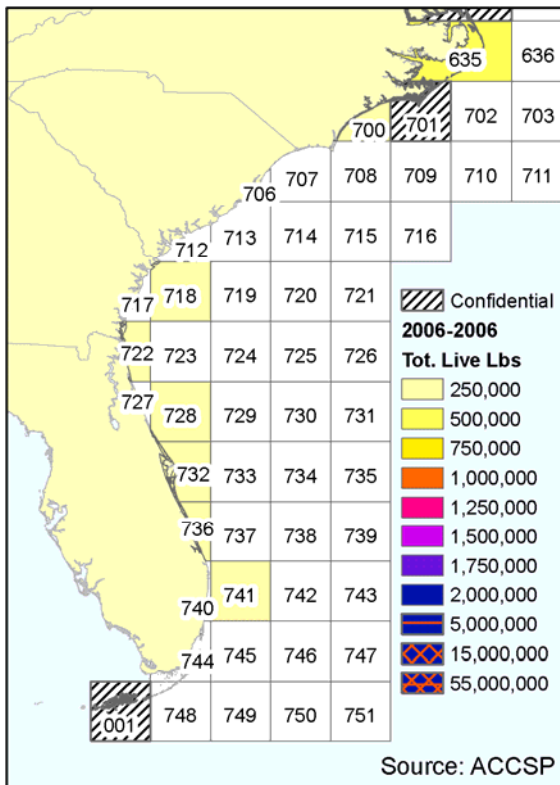 635 636
700 701 702 703
706 707 708 709 710 711
712 713 714 715 716
717 718 719 720 721
722 723 724 725 726
727 728 729 730 731
732 733 734 735
736 737 738 739
740 741 742 743
744 745 746 747
001 748 749 750 751
Confidential
2006-2006
Tot. Live Lbs
250,000
500,000
750,000
1,000,000
1,250,000
1,500,000
1,750,000
2,000,000
5,000,000
15,000,000
55,000,000
Source: ACCSP